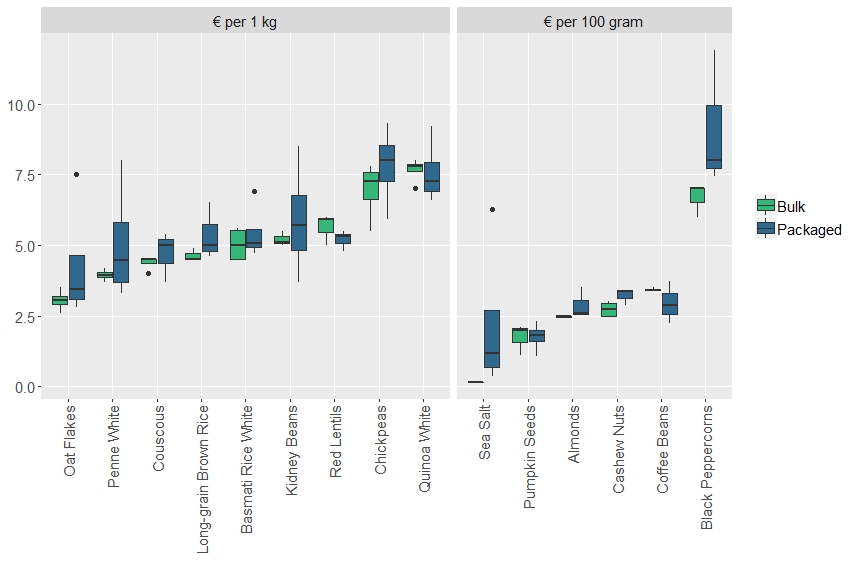 € per 1 kg
€ per 100 gram
10.0
7.5
5.0
2.5
0.0
Bulk
Packaged
Oat Flakes
Penne White
Couscous
Long-grain Brown Rice
Basmati Rice White
Kidney Beans
Red Lentils
Chickpeas
Quinoa White
Sea Salt
Pumpkin Seeds
Almonds
Cashew Nuts
Coffee Beans
Black Peppercorns